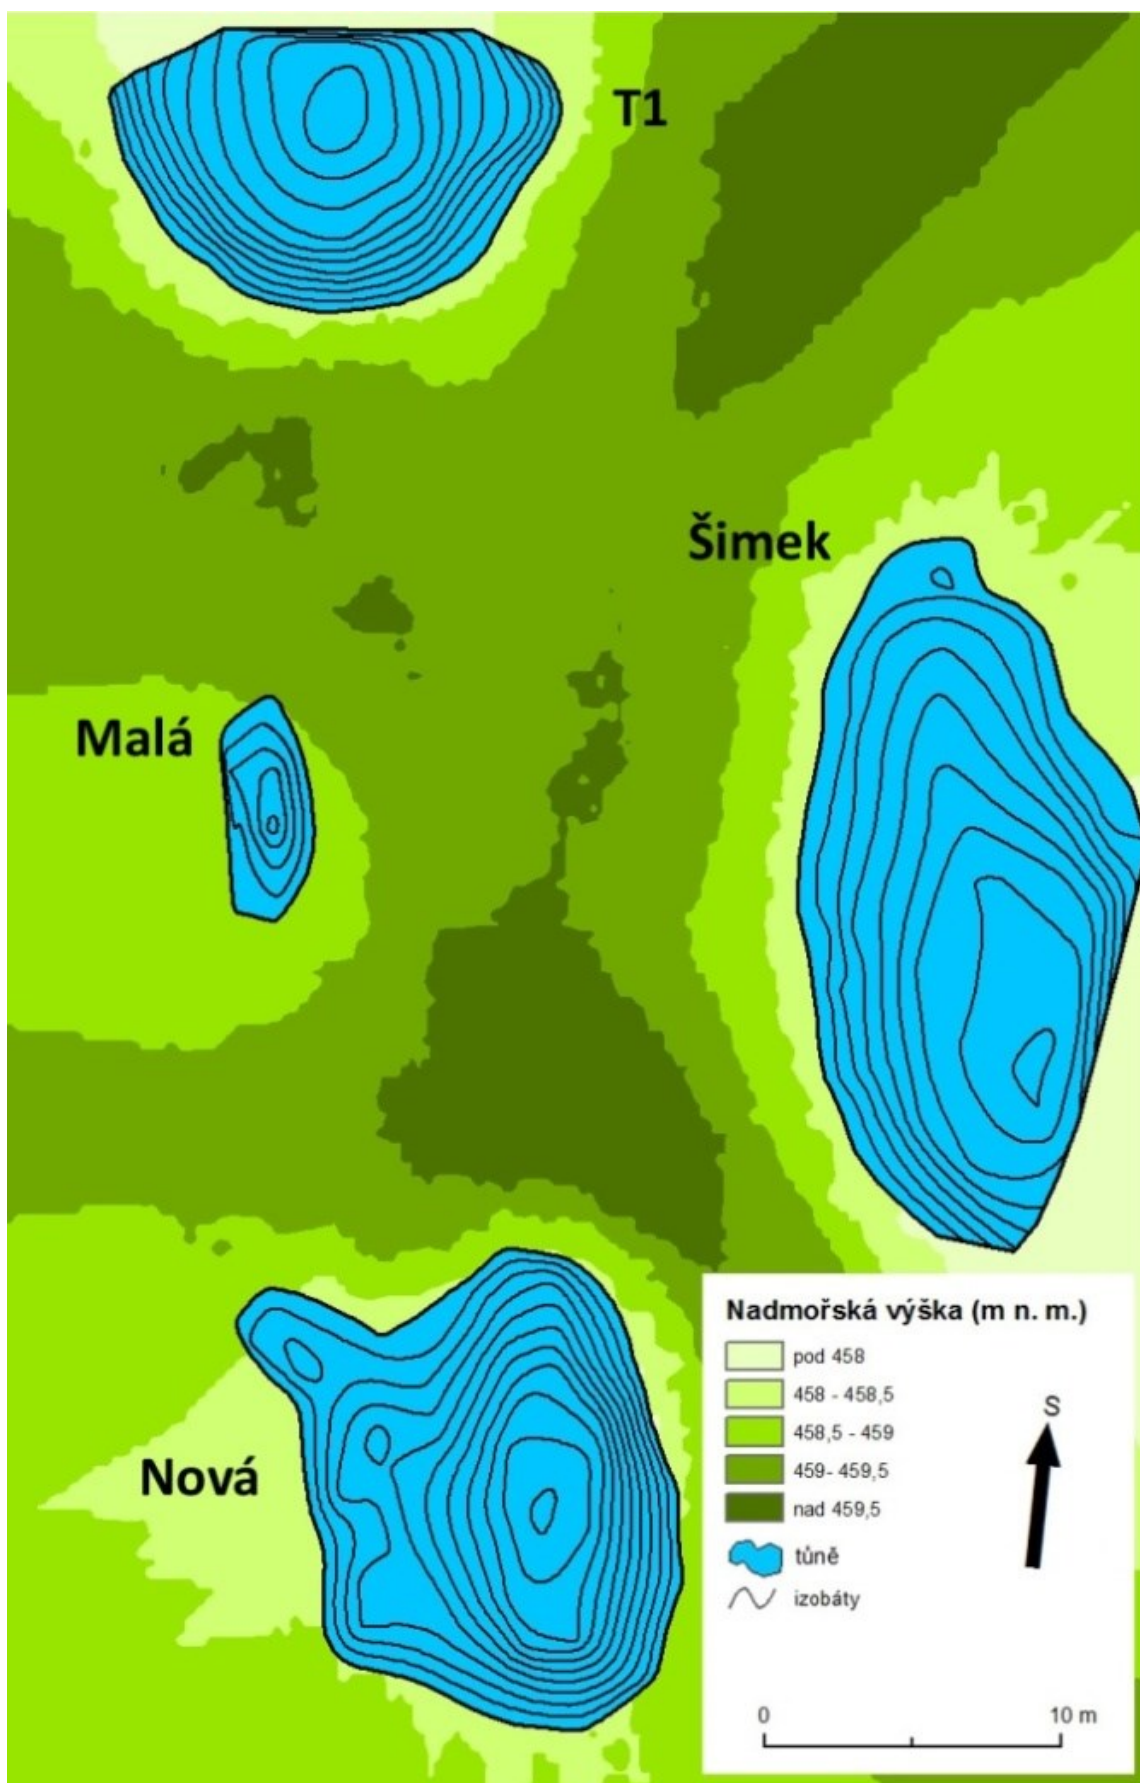 T1
Šimek
Malá
Nová
Nadmořská výška (m n. m.)
pod 458
458 - 458,5
458,5 - 459
459- 459,5
nad 459,5
tůně
izobáty
S
0 10 m